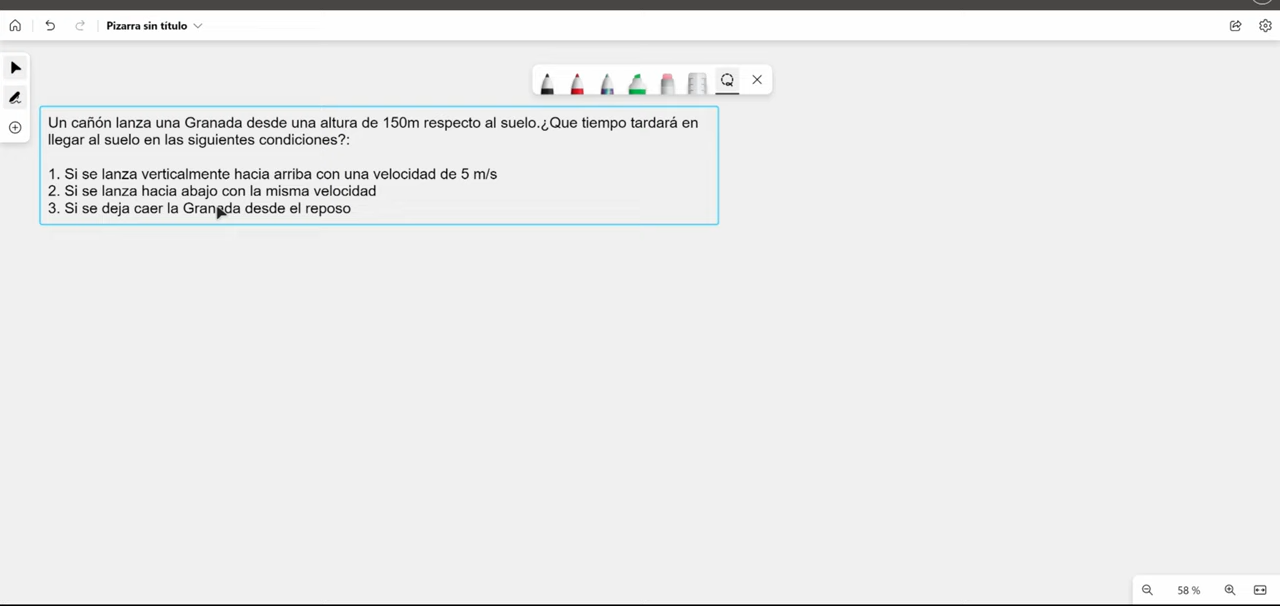 Pizarra sin título
Un cañón lanza una Granada desde una altura de 150m respecto al suelo.¿Que tiempo tardará en
llegar al suelo en las siguientes condiciones?:
1. Si se lanza verticalmente hacia arriba con una velocidad de 5 m/s
2. Si se lanza hacia abajo con la misma velocidad
3. Si se deja caer la Granada desde el reposo
58 %